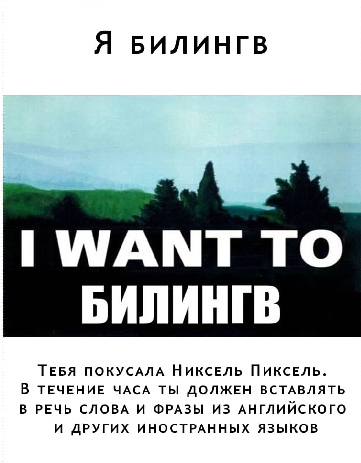 Я билингв
I WANT TO
БИЛИНГВ
Тебя покусала Никсель Пиксель.
В течение часа ты должен вставлять
в речь слова и фразы из английского
и других иностранных языков